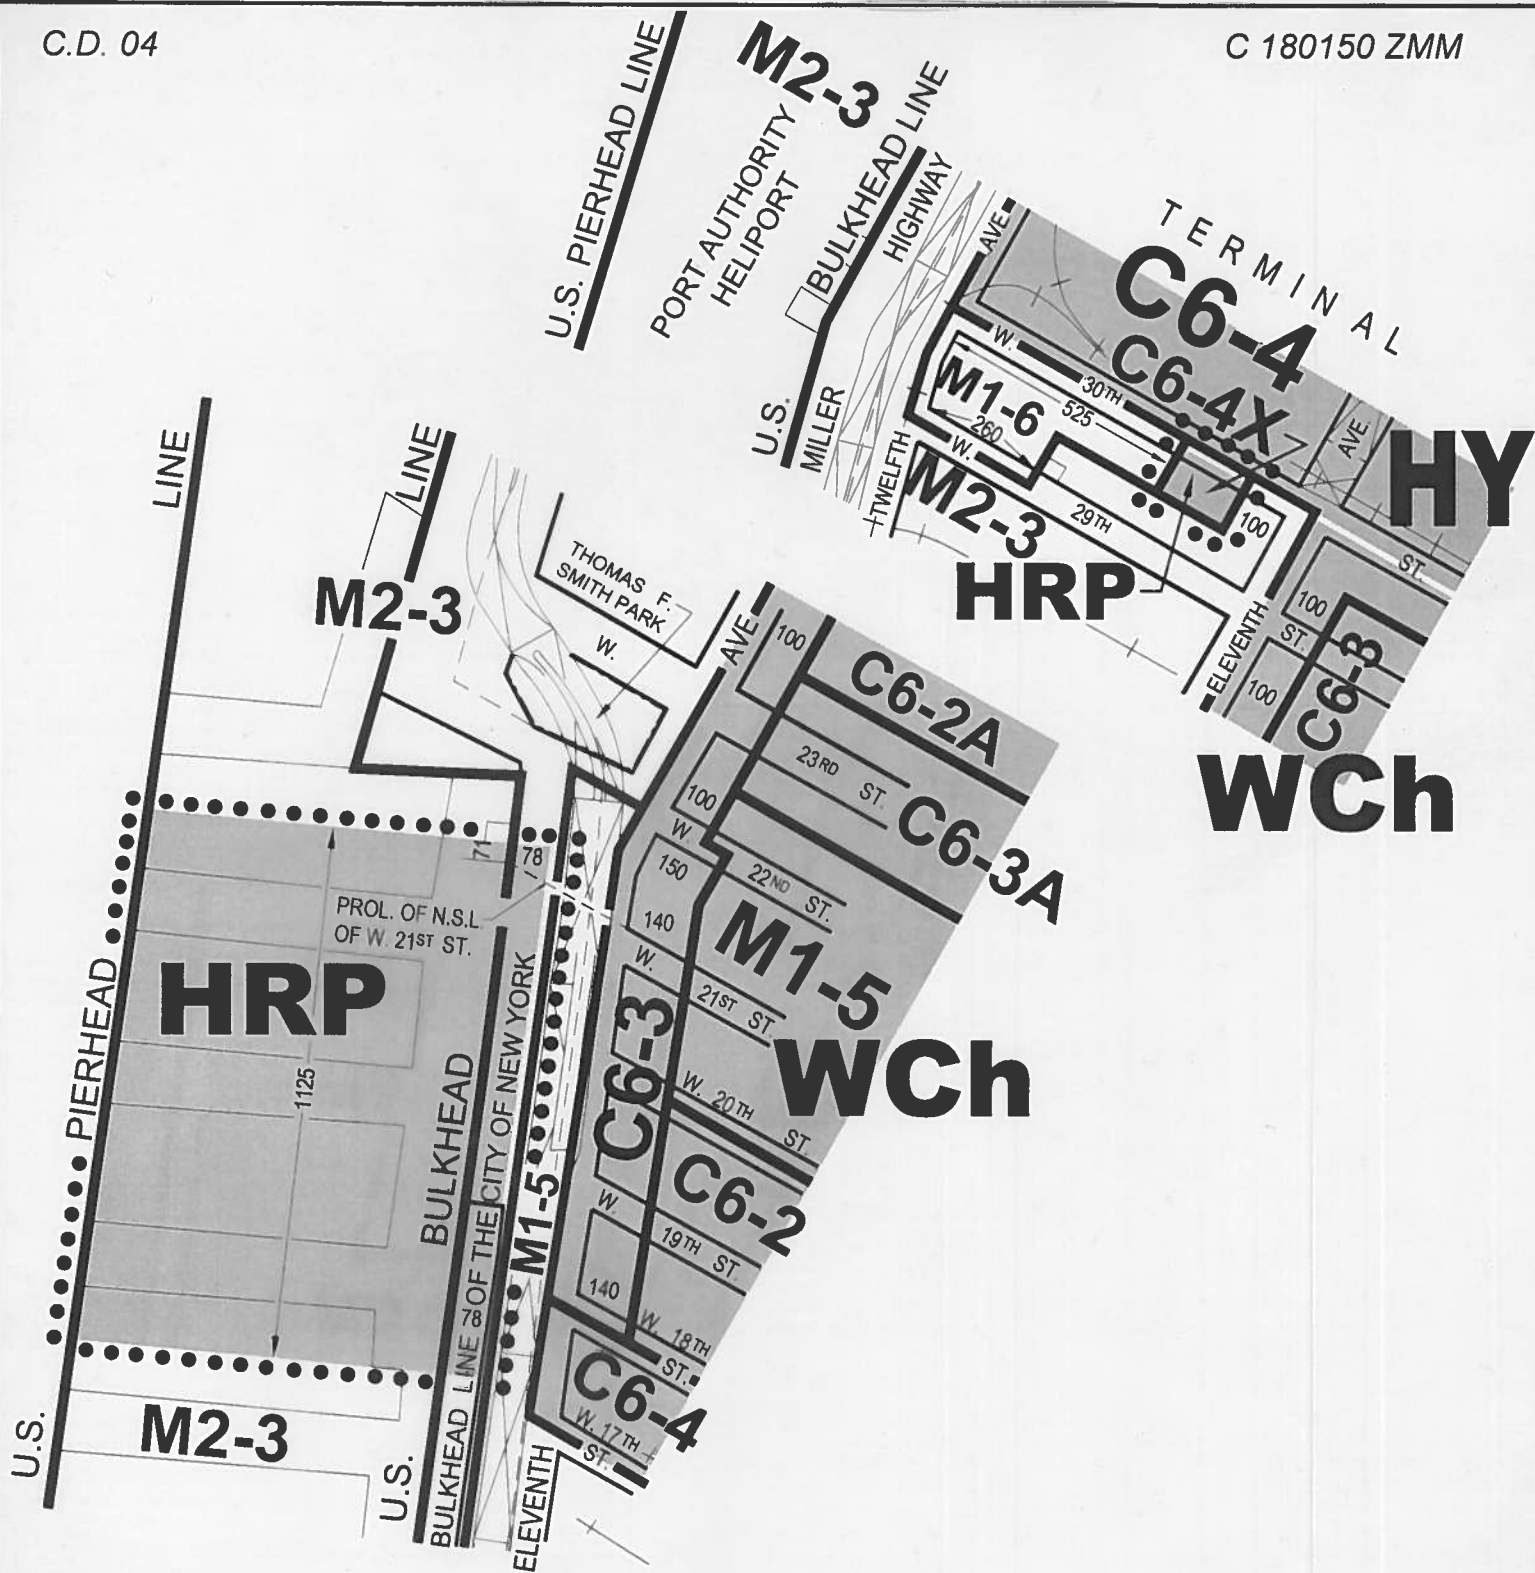 C.D. 04
C 180150 ZMM
U.S. PIERHEAD LINE
M2-3
PORT AUTHORITY
HELIPORT
U.S. BULKHEAD LINE
MILLER HIGHWAY
TWELFTH AVE.
TERMINAL
C6-4
C6-4X
W. 30TH ST.
M1-6
525
260
W. 29TH ST.
M2-3
HRP
100
AVE.
HY
ELEVENTH
100
100
C6-3
WCh
LINE
LINE
M2-3
THOMAS F.
SMITH PARK
W.
AVE
100
C6-2A
23RD ST.
C6-3A
100
W. 22ND ST.
150
140
M1-5
W. 21ST ST.
WCh
C6-3
W. 20TH ST.
C6-2
W. 19TH ST.
140
W. 18TH ST.
C6-4
W. 17TH ST.
71
78
PROL. OF N.S.L.
OF W. 21ST ST.
HRP
1125
U.S. PIERHEAD
U.S. BULKHEAD
BULKHEAD LINE OF THE CITY OF NEW YORK
78
M1-5
M2-3
ELEVENTH